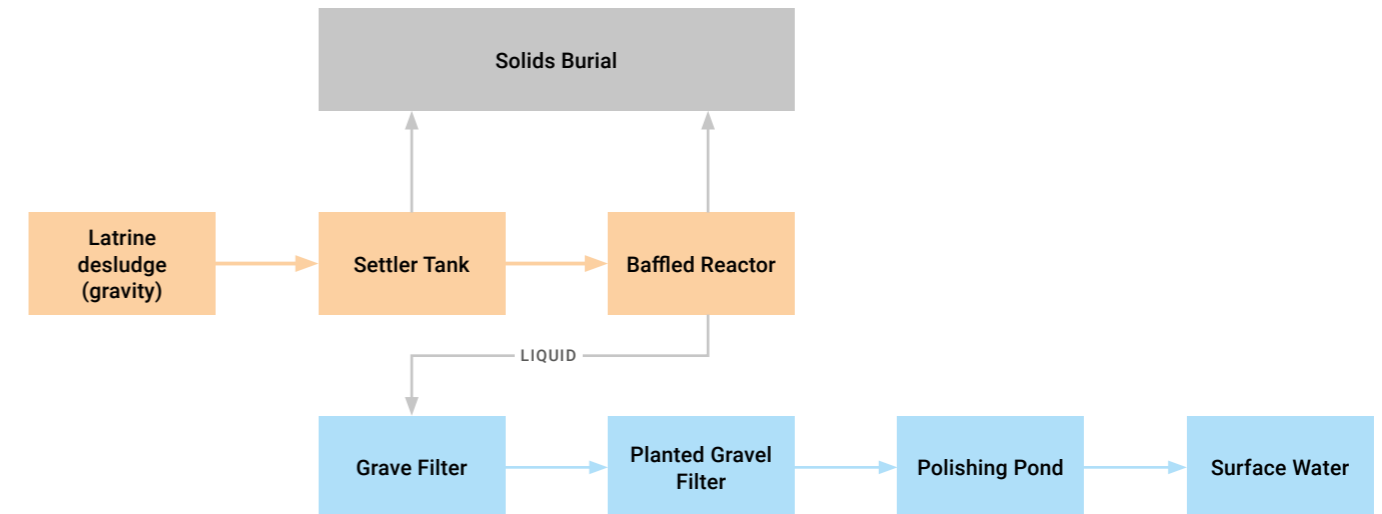 Solids Burial
Latrine
desludge
(gravity)
Settler Tank
Baffled Reactor
LIQUID
Grave Filter
Planted Gravel
Filter
Polishing Pond
Surface Water